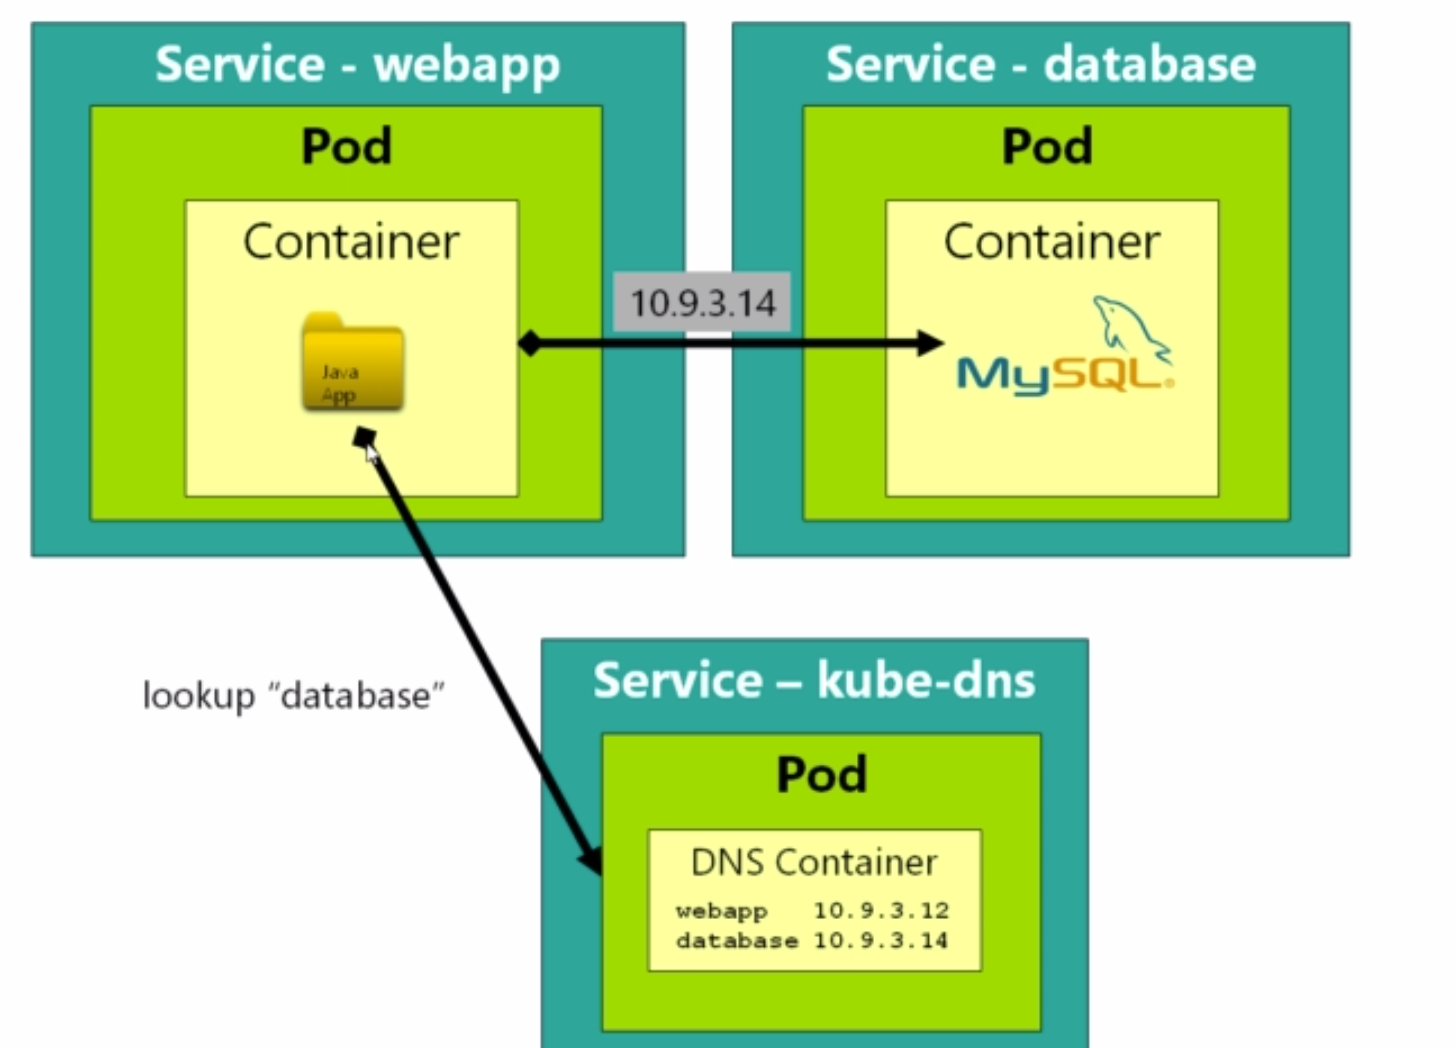 Service - webapp
Pod
Container
Java
App
10.9.3.14
Service - database
Pod
Container
MySQL®
lookup “database”
Service – kube-dns
Pod
DNS Container
webapp 10.9.3.12
database 10.9.3.14